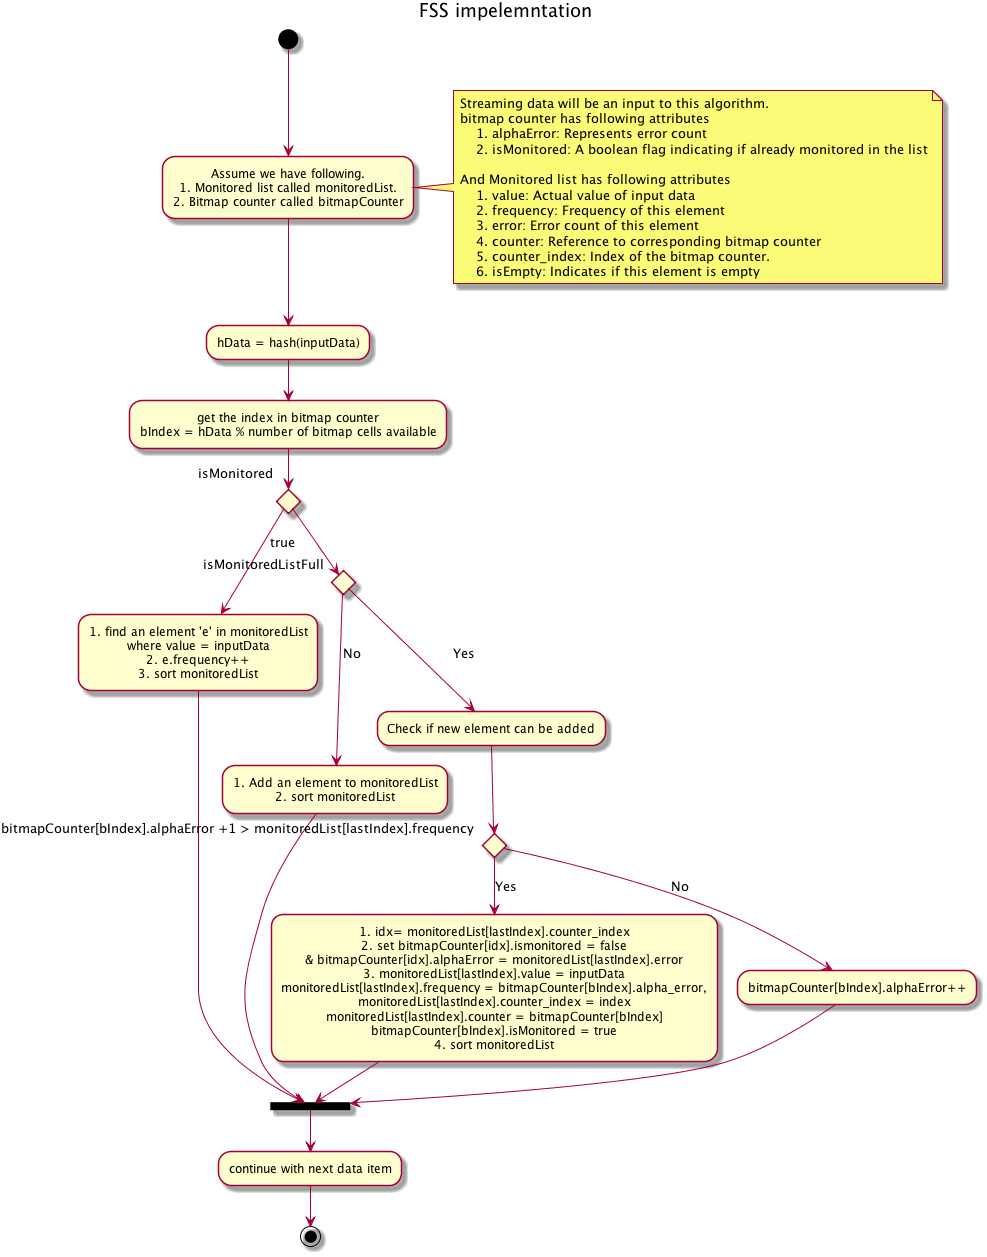 FSS impelemntation
Streaming data will be an input to this algorithm.
bitmap counter has following attributes
1. alphaError: Represents error count
2. isMonitored: A boolean flag indicating if already monitored in the list
And Monitored list has following attributes
1. value: Actual value of input data
2. frequency: Frequency of this element
3. error: Error count of this element
4. counter: Reference to corresponding bitmap counter
5. counter_index: Index of the bitmap counter.
6. isEmpty: Indicates if this element is empty
Assume we have following.
1. Monitored list called monitoredList.
2. Bitmap counter called bitmapCounter
hData = hash(inputData)
get the index in bitmap counter
bIndex = hData % number of bitmap cells available
isMonitored
true
isMonitoredListFull
1. find an element 'e' in monitoredList
where value = inputData
2. e.frequency++
3. sort monitoredList
No
Yes
Check if new element can be added
1. Add an element to monitoredList
2. sort monitoredList
bitmapCounter[bIndex].alphaError +1 > monitoredList[lastIndex].frequency
Yes
No
1. idx= monitoredList[lastIndex].counter_index
2. set bitmapCounter[idx].ismonitored = false
& bitmapCounter[idx].alphaError = monitoredList[lastIndex].error
3. monitoredList[lastIndex].value = inputData
monitoredList[lastIndex].frequency = bitmapCounter[bIndex].alpha_error,
monitoredList[lastIndex].counter_index = index
monitoredList[lastIndex].counter = bitmapCounter[bIndex]
bitmapCounter[bIndex].isMonitored = true
4. sort monitoredList
bitmapCounter[bIndex].alphaError++
continue with next data item